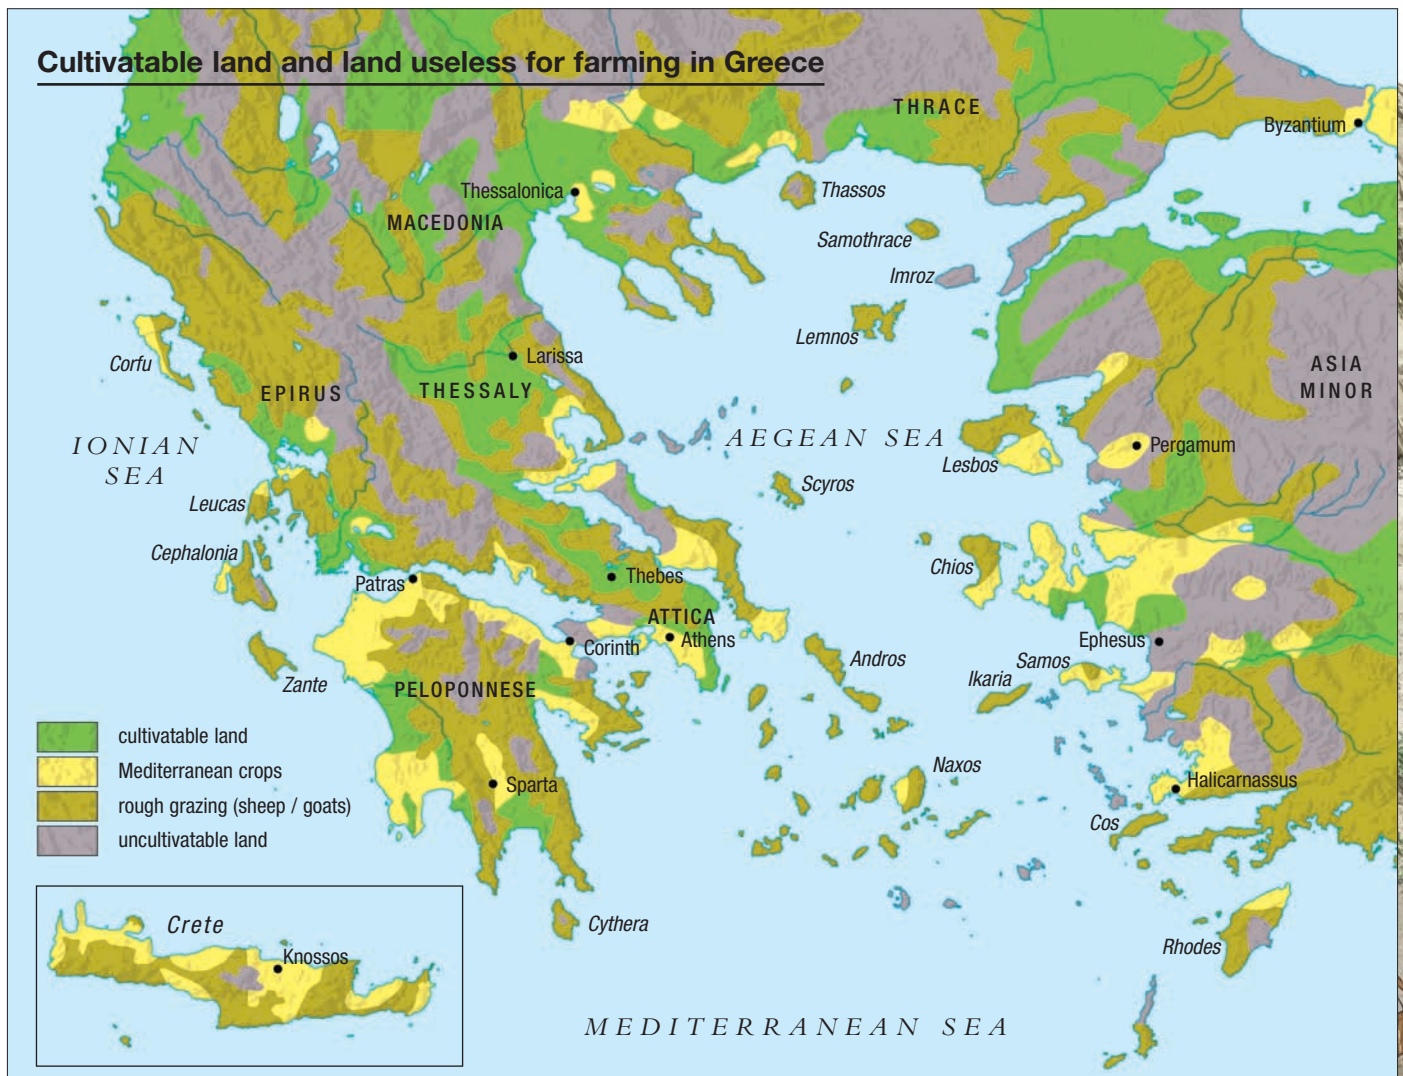 Cultivatable land and land useless for farming in Greece
THRACE
Byzantium
Thessalonica
Thassos
MACEDONIA
Samothrace
Imroz
Lemnos
Larissa
Corfu
EPIRUS
THESSALY
ASIA
MINOR
IONIAN
SEA
AEGEAN SEA
Lesbos
Pergamum
Leucas
Scyros
Cephalonia
Chios
Patras
Thebes
ATTICA
Athens
Corinth
Ephesus
Andros
Samos
Ikaria
Zante
PELOPONNESE
cultivatable land
Mediterranean crops
rough grazing (sheep / goats)
uncultivatable land
Sparta
Naxos
Halicarnassus
Cos
Crete
Knossos
Cythera
Rhodes
MEDITERRANEAN SEA